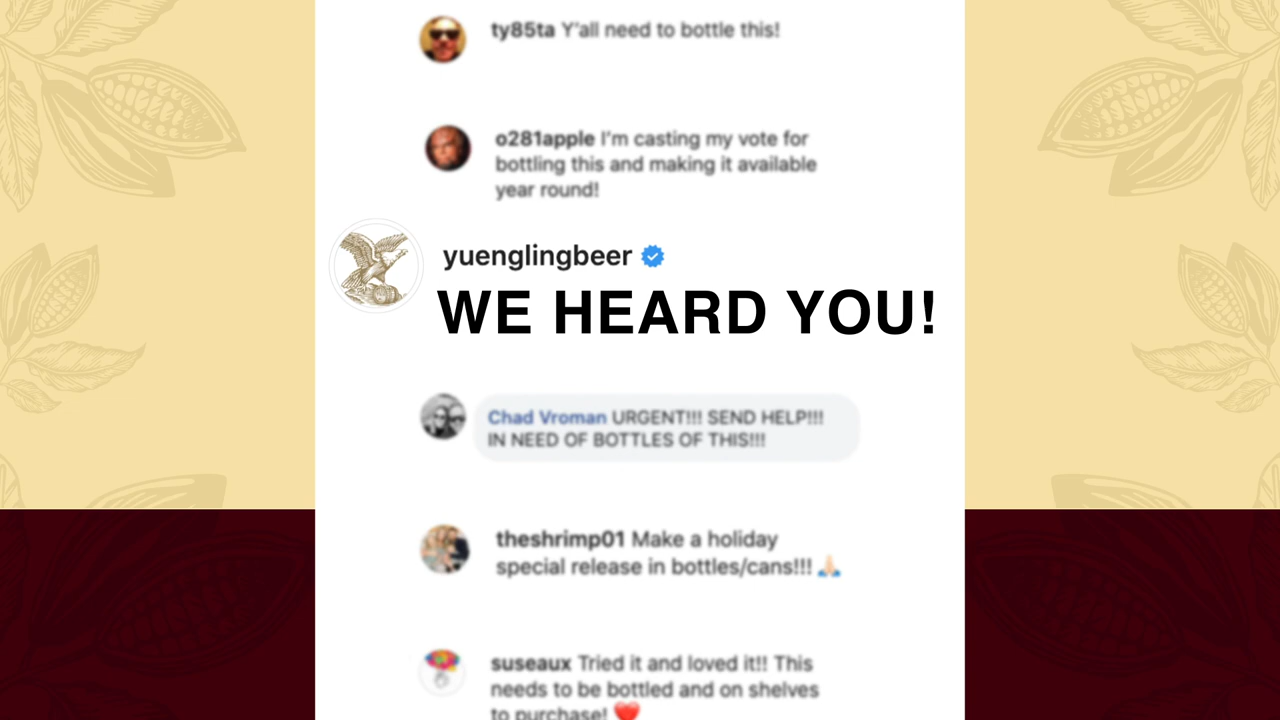 ty85ta Y'all need to bottle this!
o281apple I'm casting my vote for
bottling this and making it available
year round!
yuenglingbeer
WE HEARD YOU!
Chad Vroman URGENT!!! SEND HELP!!!
IN NEED OF BOTTLES OF THIS!!!
theshrimp01 Make a holiday
special release in bottles/cans!!! 🙏🏻
suseaux Tried it and loved it!! This
needs to be bottled and on shelves
to purchase! ❤️